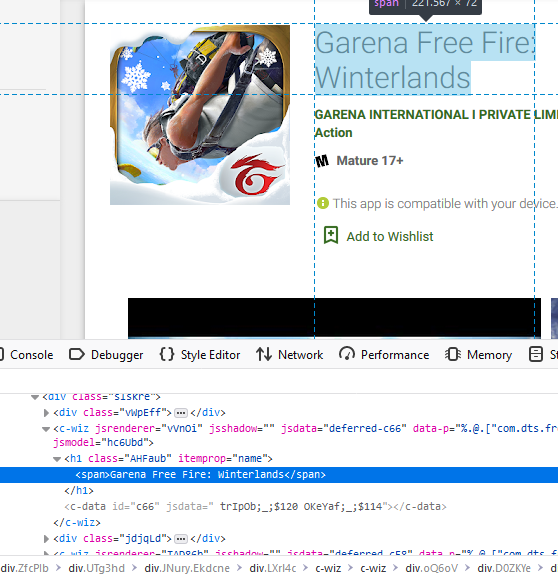 span | 221.567 × 72
Garena Free Fire:
Winterlands
GARENA INTERNATIONAL I PRIVATE LIM
Action
M Mature 17+
This app is compatible with your device.
Add to Wishlist
Console Debugger Style Editor Network Performance Memory St
<div class="sIskre">
<div class="vWpEff"> </div>
<c-wiz jsrenderer="vVnOi" jsshadow="" jsdata="deferred-c66" data-p="%.@.["com.dts.fre
jsmodel="hc6Ubd">
<h1 class="AHFaub" itemprop="name">
<span>Garena Free Fire: Winterlands</span>
</h1>
<c-data id="c66" jsdata=" trIpOb;_;$120 OKeYaf;_;$114"></c-data>
</c-wiz>
<div class="jdjqLd"> </div>
<c-wiz jsrenderer="TAD86b" jsshadow="" jsdata="deferred-c58" data-p="%.@.["com.dts.fr
div.ZfcPIb div.UTg3hd div.JNury.Ekdcne div.LXrl4c c-wiz c-wiz div.oQ6oV div.D0ZKYe